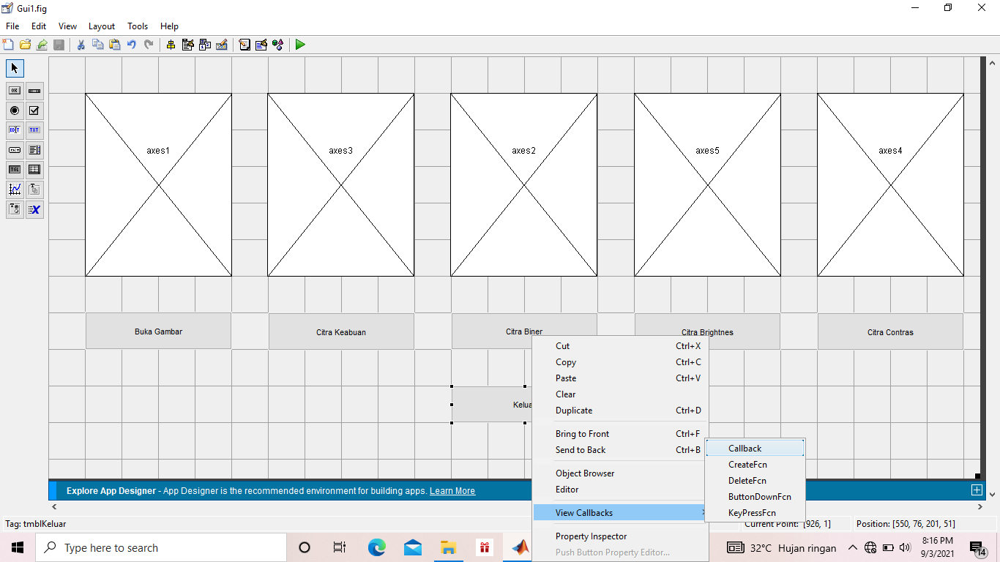 Gui1.fig
File Edit View Layout Tools Help
OK
EDIT TXT
TGL
axes1 axes3 axes2 axes5 axes4
Buka Gambar Citra Keabuan Citra Biner Citra Brightnes Citra Contras
Kelua
Cut Ctrl+X
Copy Ctrl+C
Paste Ctrl+V
Clear
Duplicate Ctrl+D
Bring to Front Ctrl+F
Send to Back Ctrl+B
Object Browser
Editor
View Callbacks
Property Inspector
Push Button Property Editor...
Callback
CreateFcn
DeleteFcn
ButtonDownFcn
KeyPressFcn
Explore App Designer - App Designer is the recommended environment for building apps. Learn More
Tag: tmblKeluar
Current Point: [926, 1] Position: [550, 76, 201, 51]
Type here to search
32°C Hujan ringan
8:16 PM
9/3/2021
14